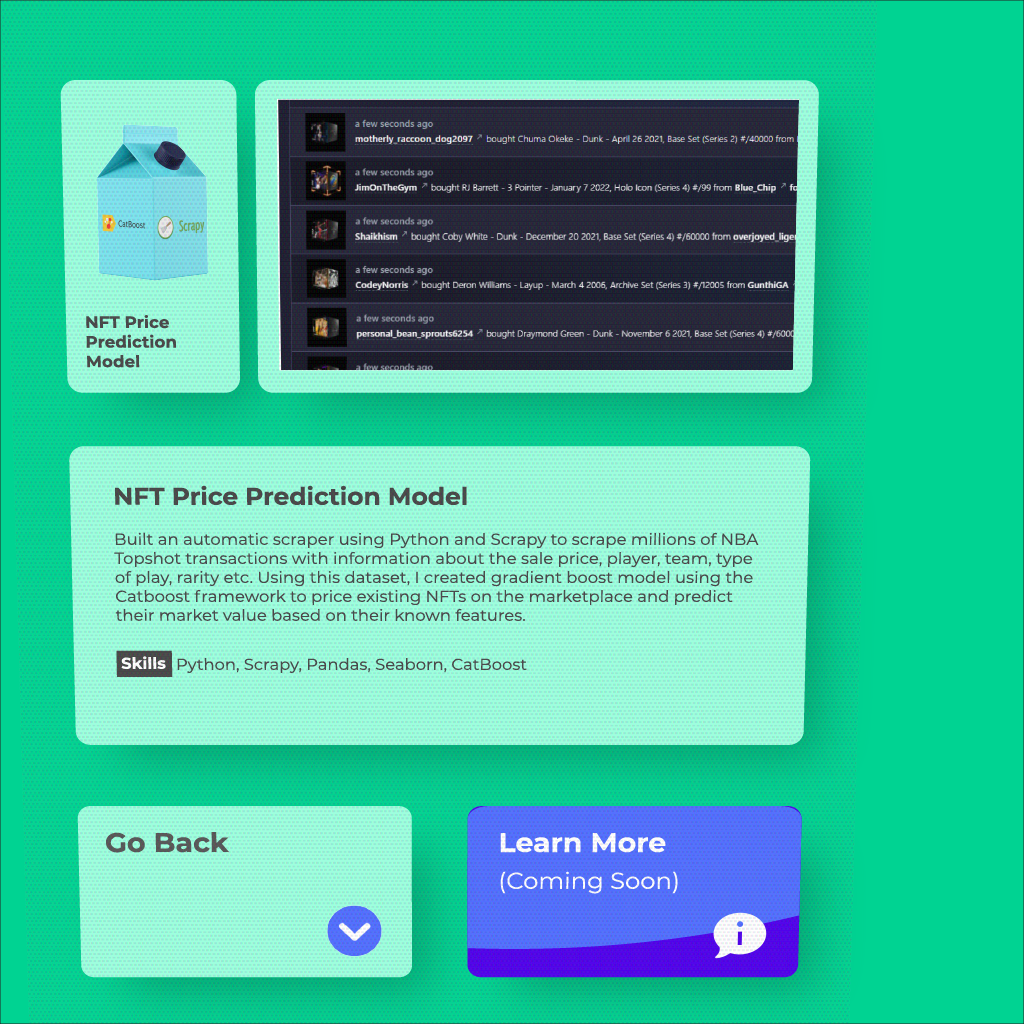 CatBoost
Scrapy
NFT Price
Prediction
Model
a few seconds ago
motherly_raccoon_dog2097 ↗ bought Chuma Okeke - Dunk - April 26 2021, Base Set (Series 2) #/40000 from
a few seconds ago
JimOnTheGym ↗ bought RJ Barrett - 3 Pointer - January 7 2022, Holo Icon (Series 4) #/99 from Blue_Chip ↗ fo
a few seconds ago
Shaikhism ↗ bought Coby White - Dunk - December 20 2021, Base Set (Series 4) #/60000 from overjoyed_liger
a few seconds ago
CodeyNorris ↗ bought Deron Williams - Layup - March 4 2006, Archive Set (Series 3) #/12005 from GunthiGA
a few seconds ago
personal_bean_sprouts6254 ↗ bought Draymond Green - Dunk - November 6 2021, Base Set (Series 4) #/6000
a few seconds ago
NFT Price Prediction Model
Built an automatic scraper using Python and Scrapy to scrape millions of NBA
Topshot transactions with information about the sale price, player, team, type
of play, rarity etc. Using this dataset, I created gradient boost model using the
Catboost framework to price existing NFTs on the marketplace and predict
their market value based on their known features.
Skills Python, Scrapy, Pandas, Seaborn, CatBoost
Go Back
Learn More
(Coming Soon)